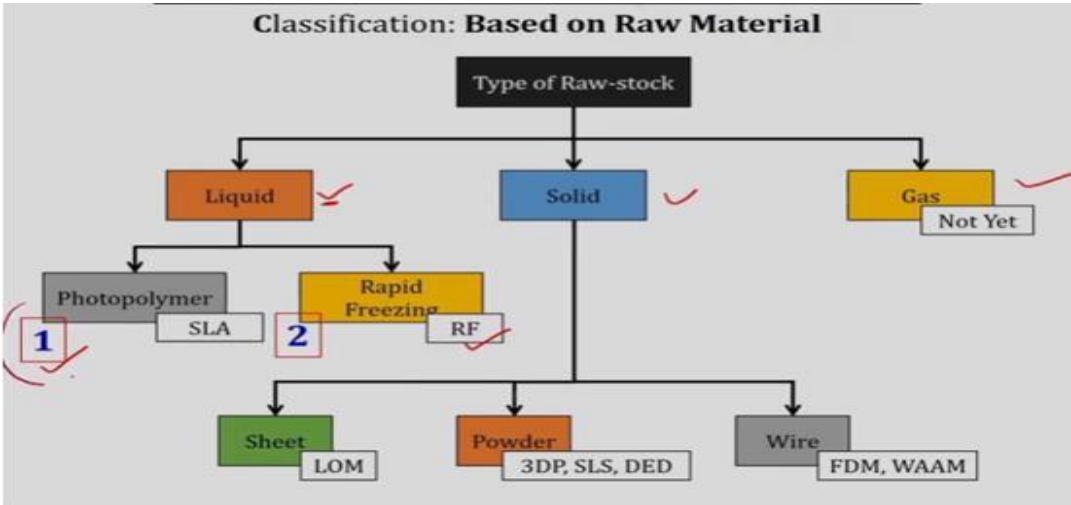 Classification: Based on Raw Material
Type of Raw-stock
Liquid
Solid
Gas
Not Yet
Photopolymer
SLA
1
Rapid
Freezing
RF
2
Sheet
LOM
Powder
3DP, SLS, DED
Wire
FDM, WAAM